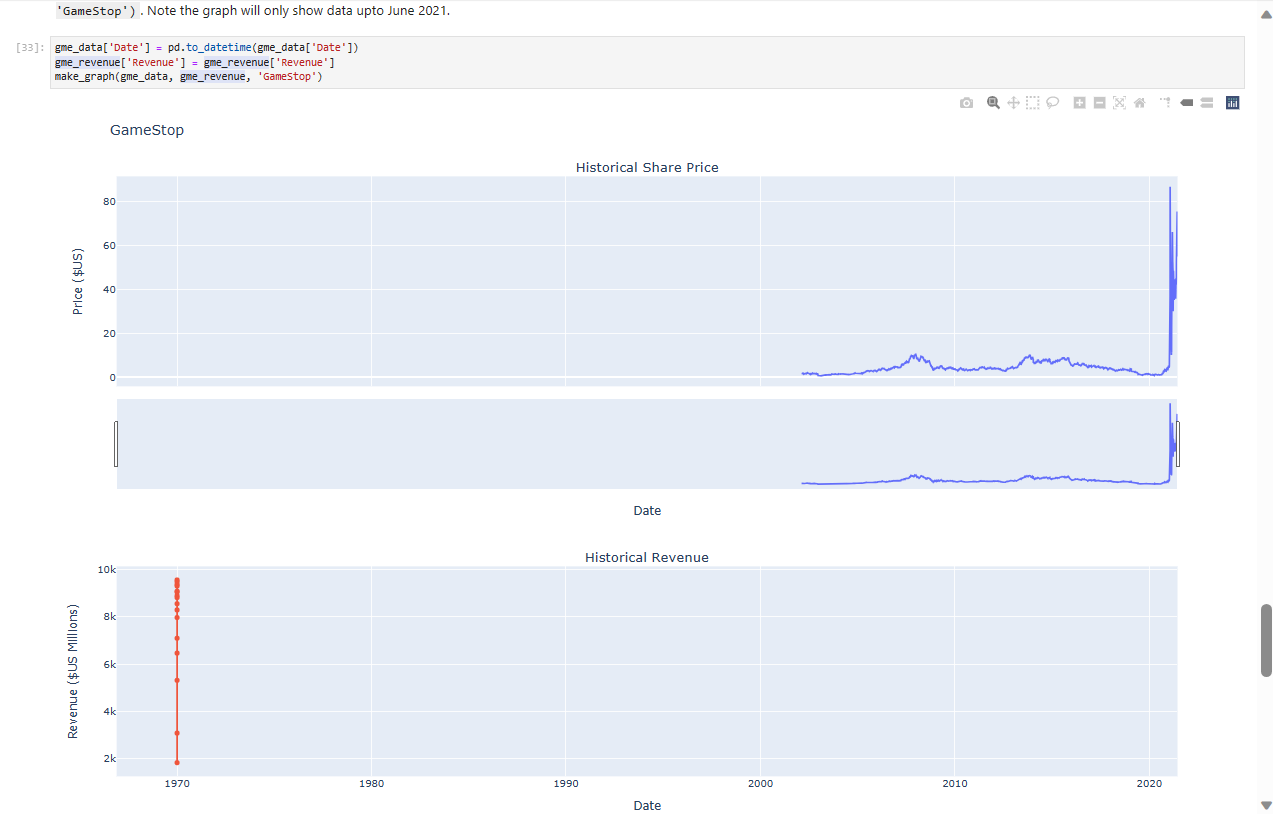 'GameStop') . Note the graph will only show data upto June 2021.
[33]: gme_data['Date'] = pd.to_datetime(gme_data['Date'])
gme_revenue['Revenue'] = gme_revenue['Revenue']
make_graph(gme_data, gme_revenue, 'GameStop')
GameStop
Historical Share Price
Price ($US)
80
60
40
20
0
Date
Historical Revenue
Revenue ($US Millions)
10k
8k
6k
4k
2k
1970 1980 1990 2000 2010 2020
Date